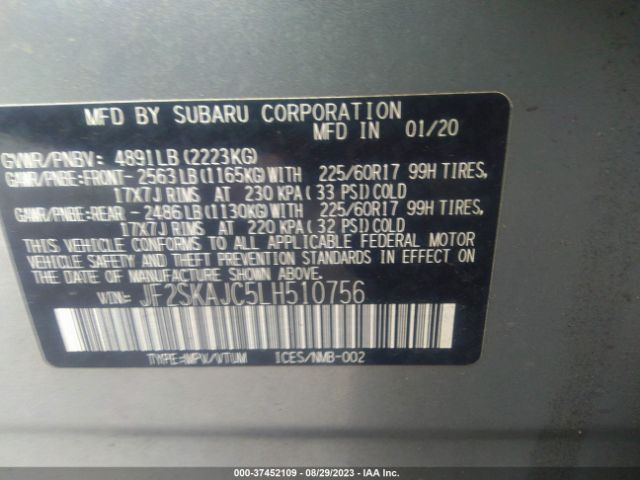 MFD BY SUBARU CORPORATION
MFD IN 01/20
GVWR/PNBV: 4891LB(2223KG)
GAWR/PNBE:FRONT- 2563LB(1165KG)WITH 225/60R17 99H TIRES,
17X7J RIMS AT 230 KPA(33 PSI)COLD
GAWR/PNBE:REAR -2486LB(1130KG)WITH 225/60R17 99H TIRES,
17X7J RIMS AT 220 KPA(32 PSI)COLD
THIS VEHICLE CONFORMS TO ALL APPLICABLE FEDERAL MOTOR
VEHICLE SAFETY AND THEFT PREVENTION STANDARDS IN EFFECT ON
THE DATE OF MANUFACTURE SHOWN ABOVE.
VIN: JF2SKAJC5LH510756
TYPE=MPV/VTUM ICES/NMB-002
000-37452109 - 08/29/2023 - IAA Inc.